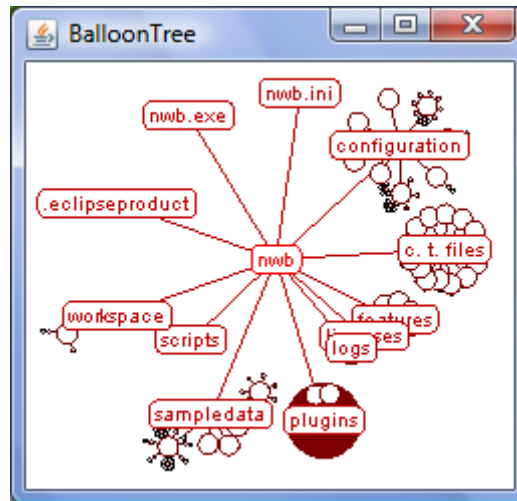 BalloonTree
nwb.ini
nwb.exe
configuration
.eclipseproduct
c. t. files
nwb
features
workspace
scripts
logs
sampledata
plugins